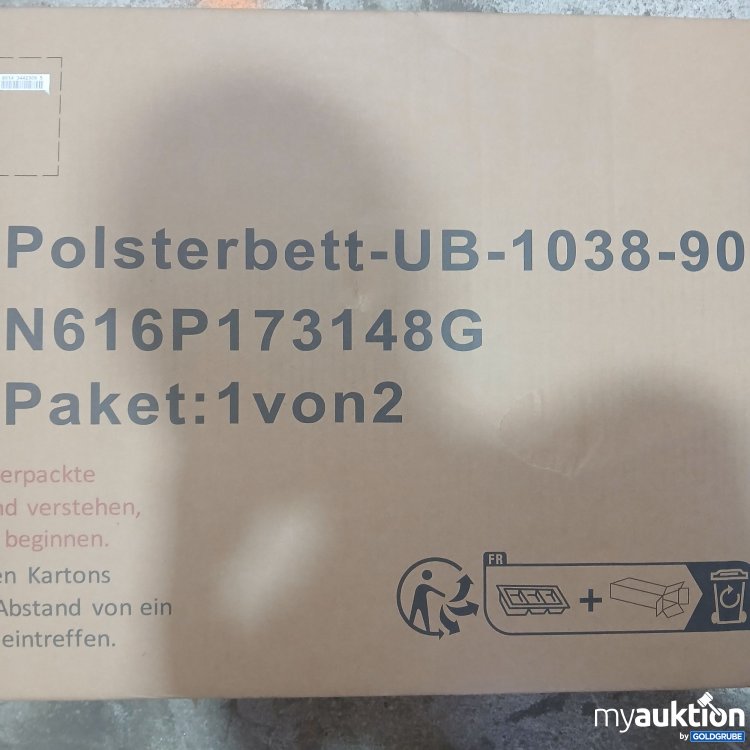 Polsterbett-UB-1038-90
N616P173148G
Paket:1von2
erpackte
nd verstehen,
beginnen.
en Kartons
Abstand von ein
eintreffen.
FR
myauktion
by GOLDGRUBE